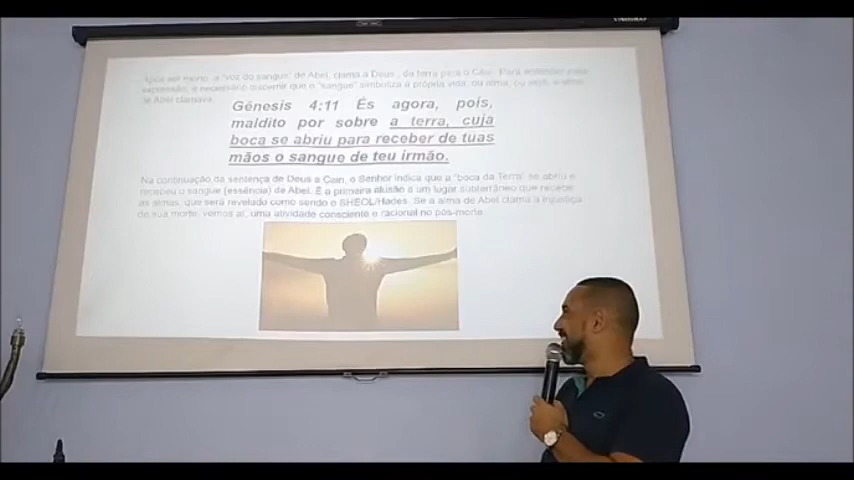 Após ser morto, a "voz do sangue" de Abel, clama a Deus, da terra para o Céu. Para entender essa
expressão, é necessário discernir que o "sangue" simboliza a própria vida, ou alma, ou seja, a alma
de Abel clamava.
Gênesis 4:11 És agora, pois,
maldito por sobre a terra, cuja
boca se abriu para receber de tuas
mãos o sangue de teu irmão.
Na continuação da sentença de Deus a Cain, o Senhor indica que a "boca da Terra" se abriu e
recebeu o sangue (essência) de Abel. É a primeira alusão a um lugar subterrâneo que recebe
as almas, que será revelado como sendo o SHEOL/Hades. Se a alma de Abel clama a injustiça
de sua morte, vemos aí, uma atividade consciente e racional no pós-morte.